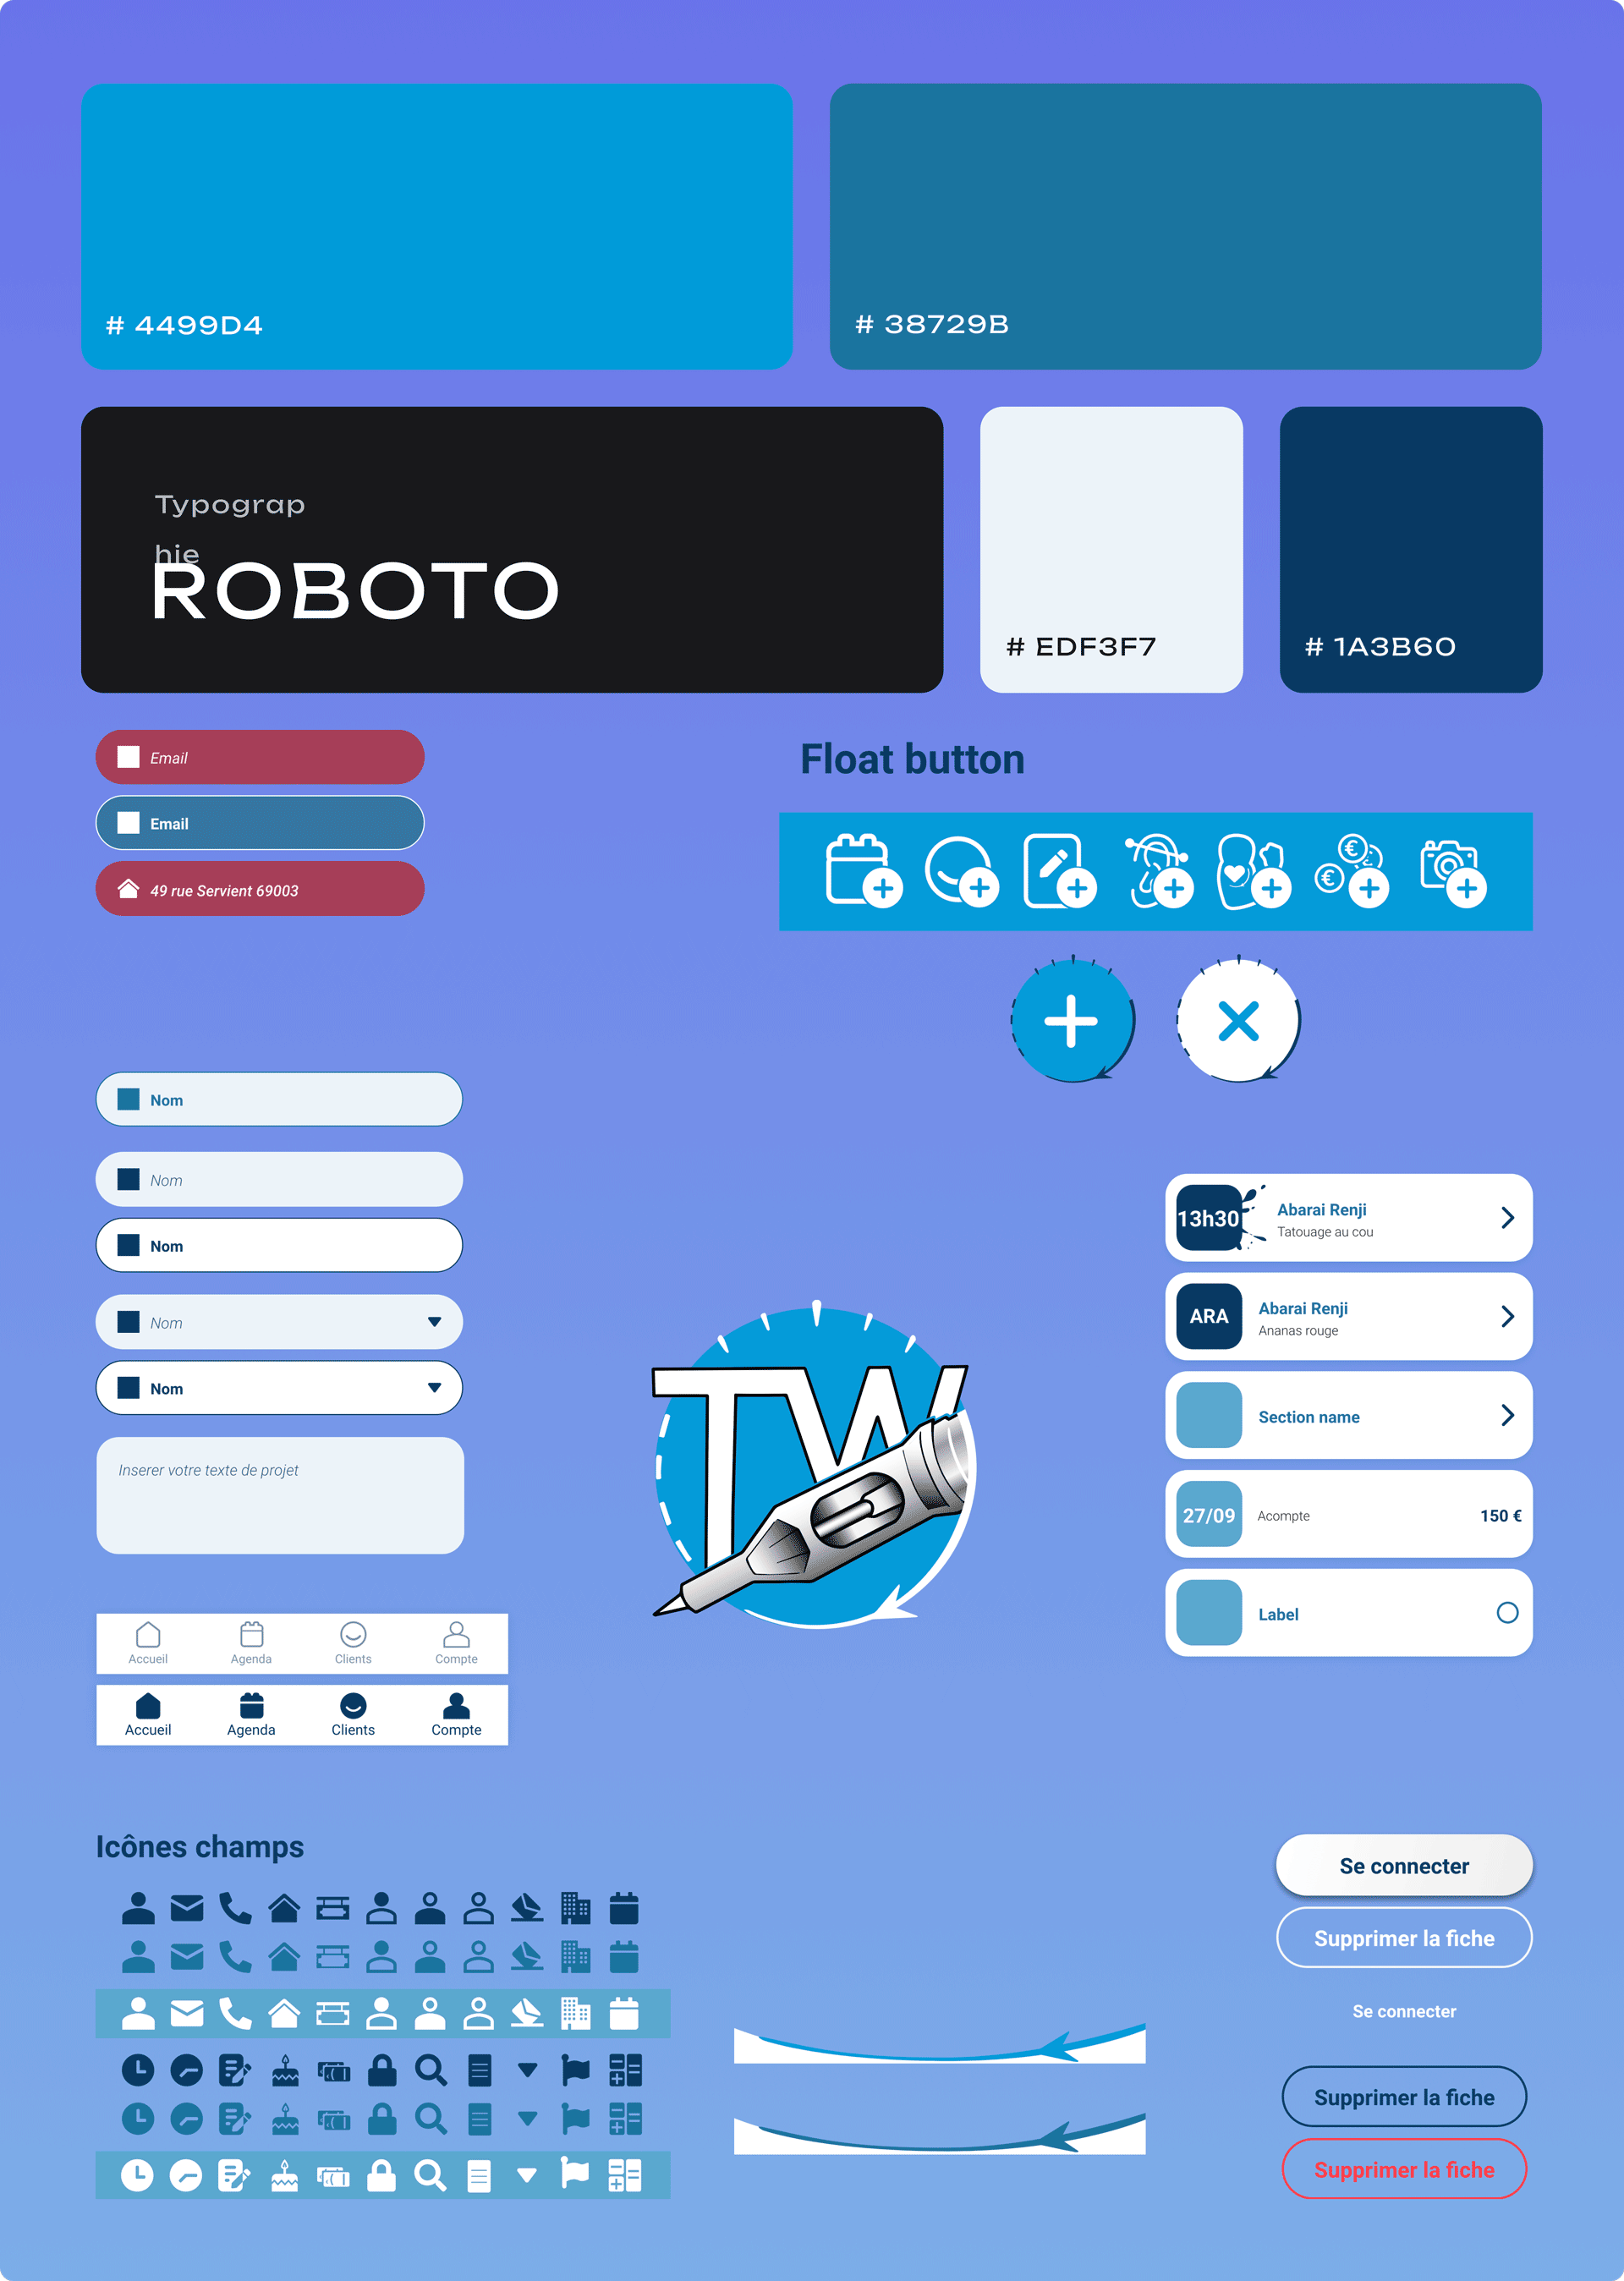 # 4499D4
# 38729B
Typograp
hie
ROBOTO
# EDF3F7
# 1A3B60
Email
Email
49 rue Servient 69003
Float button
Nom
Nom
Nom
Nom
Nom
Inserer votre texte de projet
13h30
Abarai Renji
Tatouage au cou
ARA
Abarai Renji
Ananas rouge
Section name
27/09
Acompte
150 €
Label
TW
Accueil
Agenda
Clients
Compte
Accueil
Agenda
Clients
Compte
Icônes champs
Se connecter
Supprimer la fiche
Se connecter
Supprimer la fiche
Supprimer la fiche